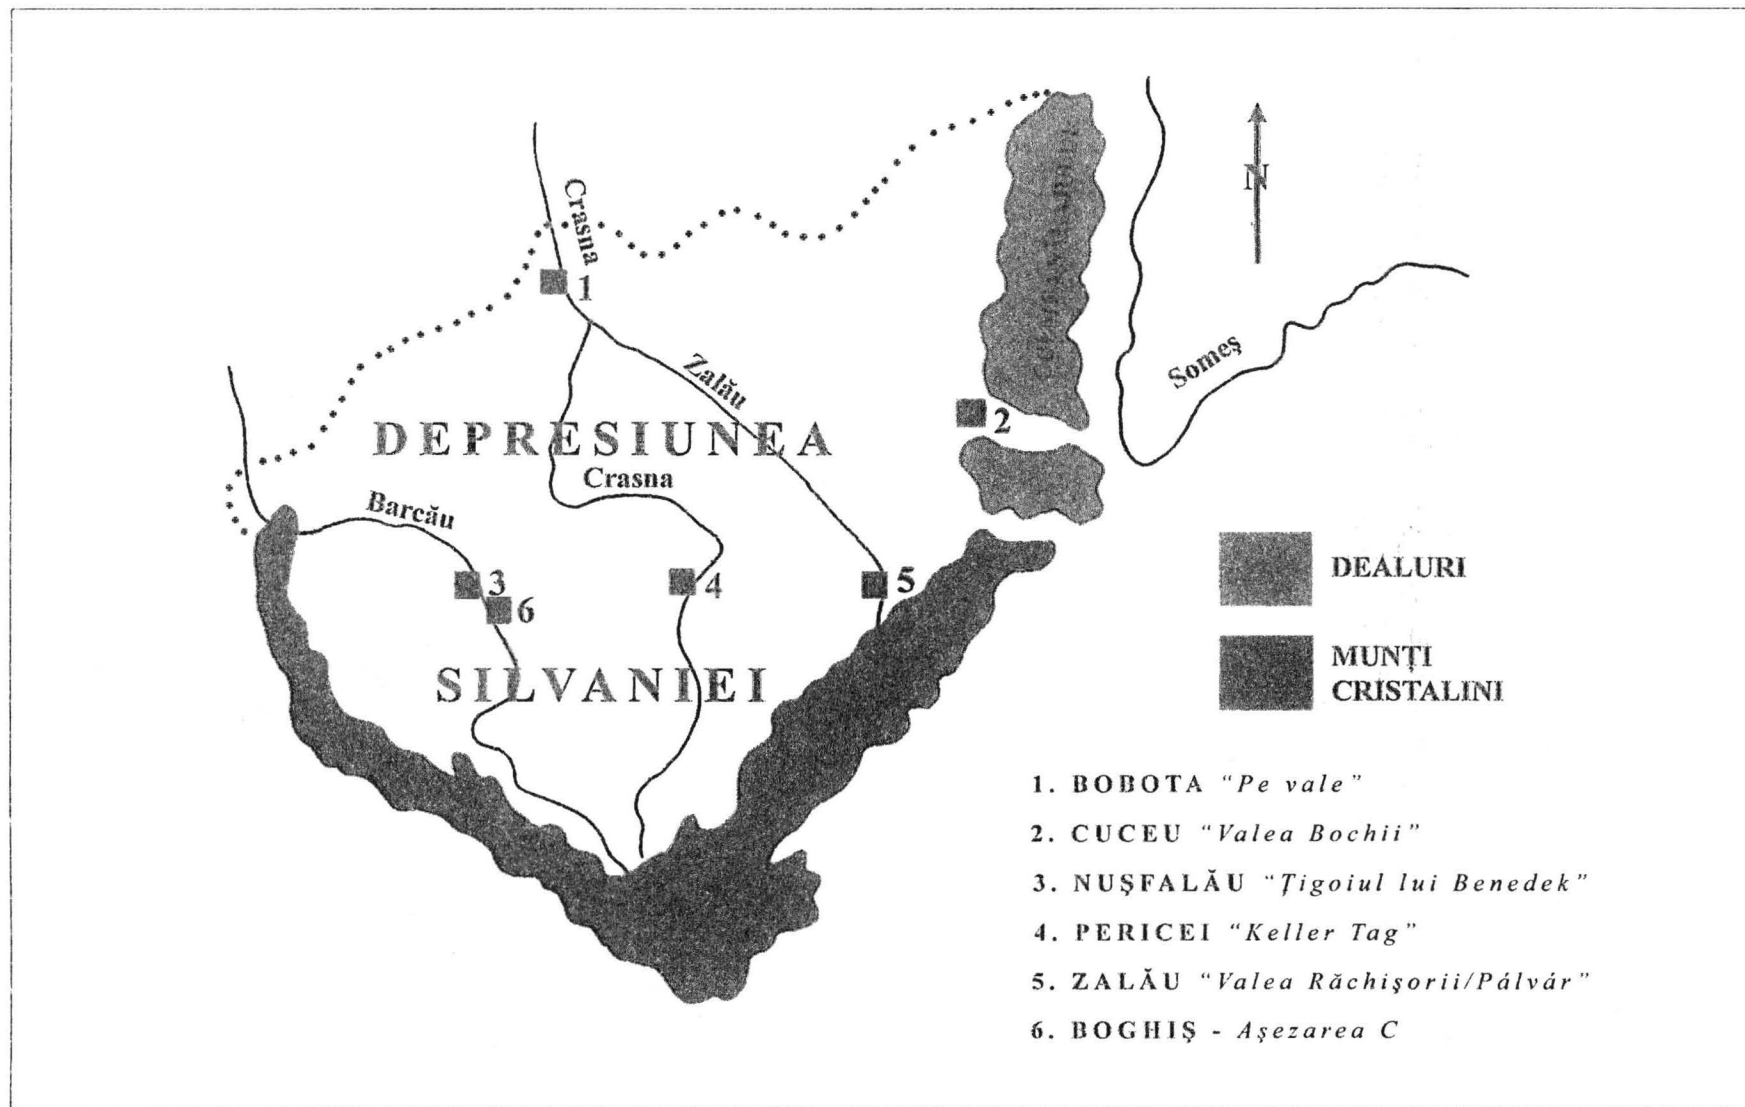 N
Crasna
1
Zalău
Someş
2
DEPRESIUNEA
Crasna
Barcău
3
4
5
6
SILVANIEI
DEALURI
MUNŢI
CRISTALINI
1. BOBOTA “Pe vale”
2. CUCEU “Valea Bochii”
3. NUŞFALĂU “Ţigoiul lui Benedek”
4. PERICEI “Keller Tag”
5. ZALĂU “Valea Răchişorii/Pálvár”
6. BOGHIŞ - Aşezarea C